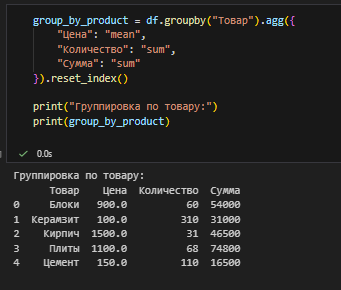 group_by_product = df.groupby("Товар").agg({
    "Цена": "mean",
    "Количество": "sum",
    "Сумма": "sum"
}).reset_index()
print("Группировка по товару:")
print(group_by_product)
0.0s
Группировка по товару:
Товар Цена Количество Сумма
0 Блоки 900.0 60 54000
1 Керамзит 100.0 310 31000
2 Кирпич 1500.0 31 46500
3 Плиты 1100.0 68 74800
4 Цемент 150.0 110 16500